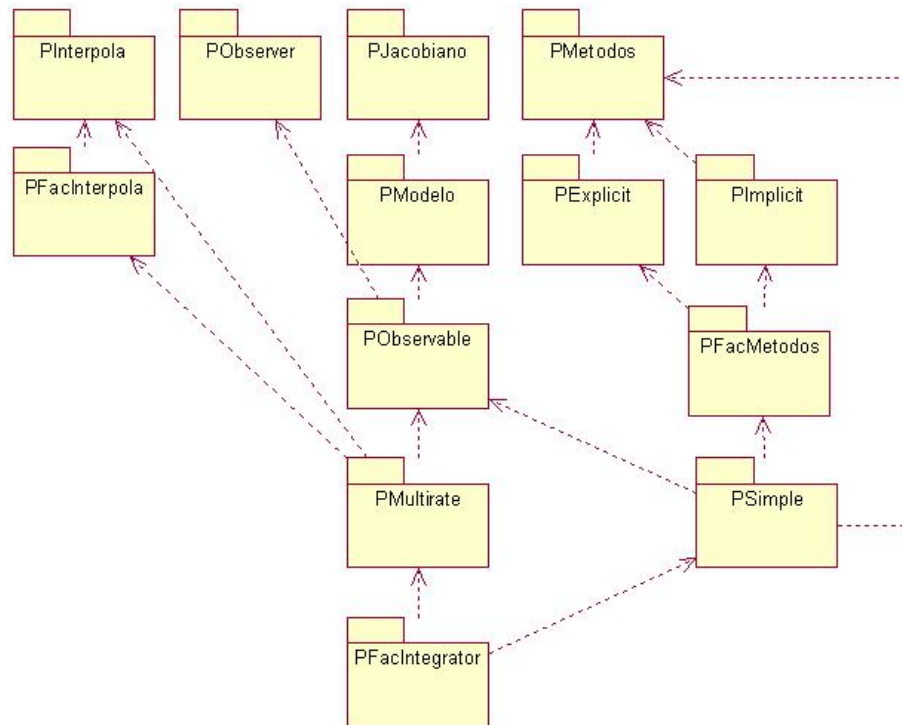 PInterpola
PObserver
PJacobiano
PMetodos
PFacInterpola
PModelo
PExplicit
PImplicit
PObservable
PFacMetodos
PMultirate
PSimple
PFacIntegrator